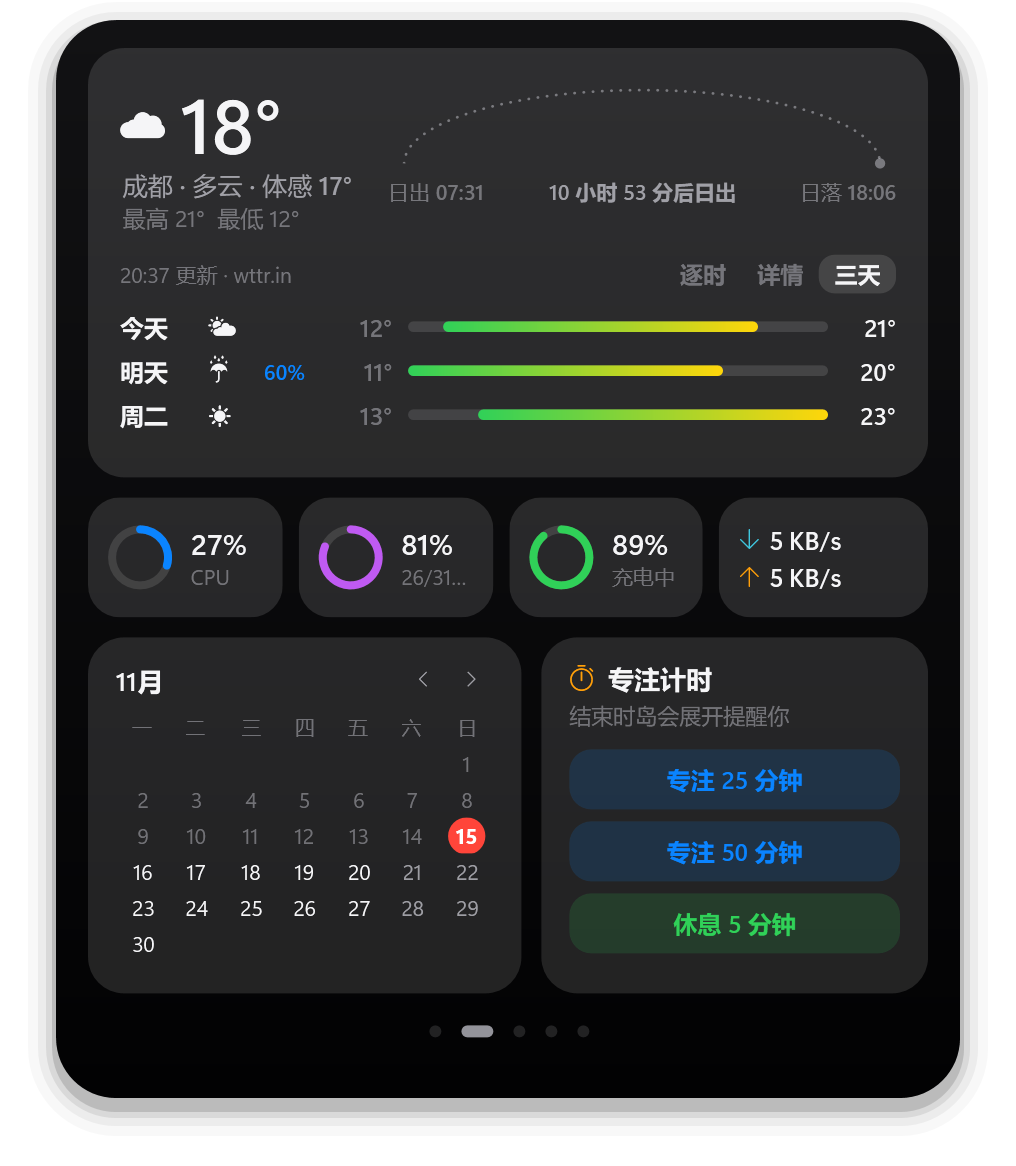 18°
成都 · 多云 · 体感 17°
最高 21° 最低 12°
日出 07:31
10 小时 53 分后日出
日落 18:06
20:37 更新 · wttr.in
逐时 详情 三天
今天 12° 21°
明天 60% 11° 20°
周二 13° 23°
27%
CPU
81%
26/31...
89%
充电中
5 KB/s
5 KB/s
11月
一 二 三 四 五 六 日
1
2 3 4 5 6 7 8
9 10 11 12 13 14 15
16 17 18 19 20 21 22
23 24 25 26 27 28 29
30
专注计时
结束时岛会展开提醒你
专注 25 分钟
专注 50 分钟
休息 5 分钟